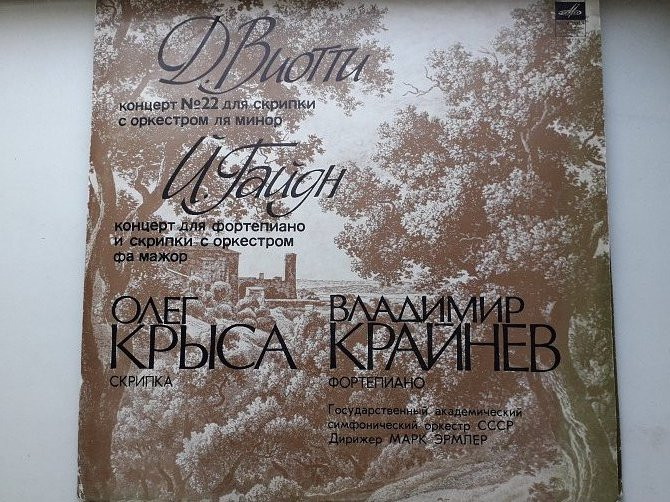 Д. Виотти
концерт №22 для скрипки
с оркестром ля минор
Й. Гайдн
концерт для фортепиано
и скрипки с оркестром
фа мажор
ОЛЕГ
КРЫСА
СКРИПКА
ВЛАДИМИР
КРАЙНЕВ
ФОРТЕПИАНО
Государственный академический
симфонический оркестр СССР
Дирижер МАРК ЭРМЛЕР